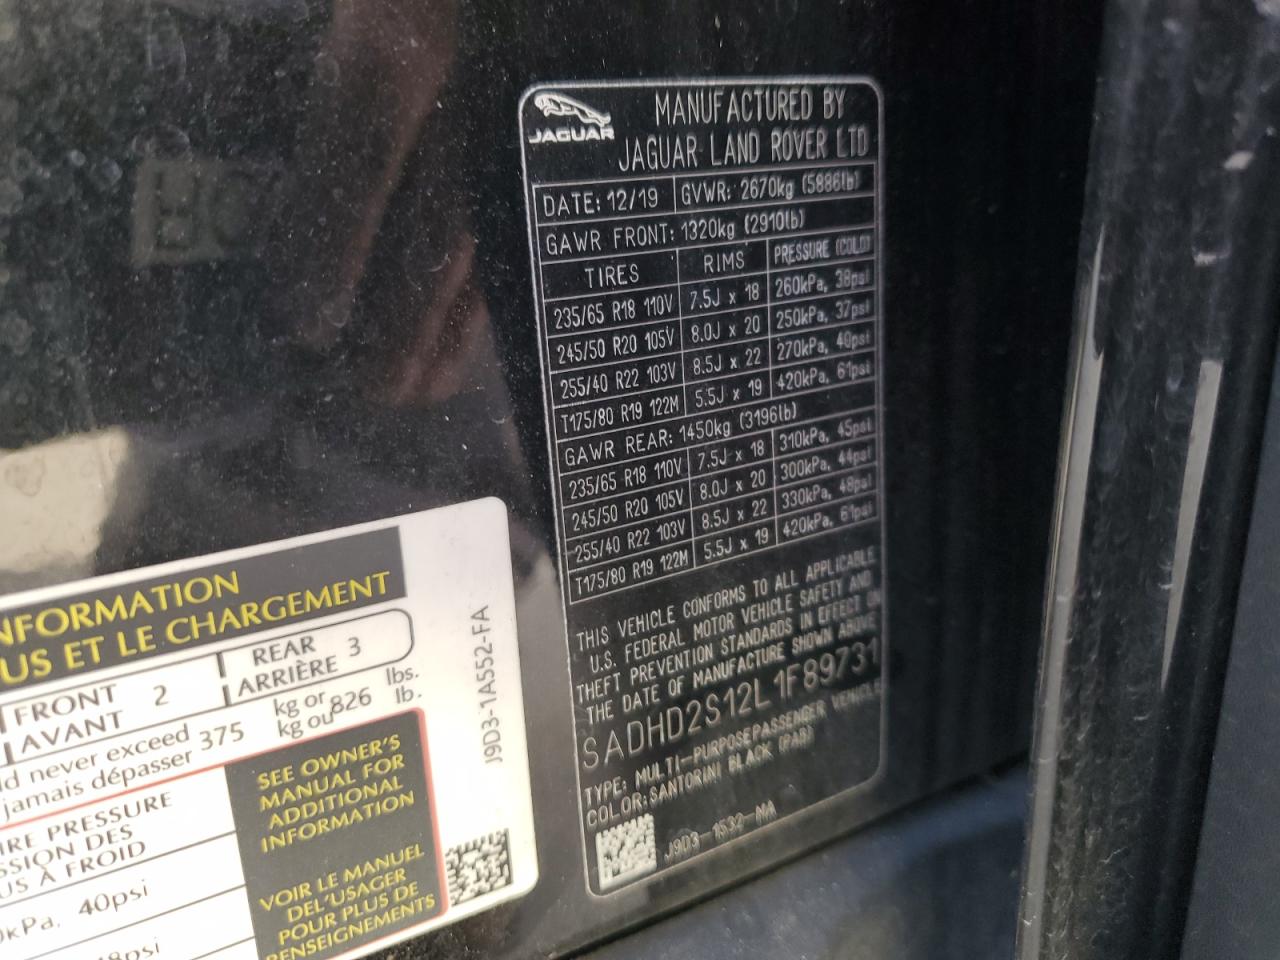 JAGUAR
MANUFACTURED BY
JAGUAR LAND ROVER LTD
DATE: 12/19 GVWR: 2670kg (5886lb)
GAWR FRONT: 1320kg (2910lb)
TIRES RIMS PRESSURE (COLD)
235/65 R18 110V 7.5J x 18 260kPa, 38psi
245/50 R20 105V 8.0J x 20 250kPa, 37psi
255/40 R22 103V 8.5J x 22 270kPa, 40psi
T175/80 R19 122M 5.5J x 19 420kPa, 61psi
GAWR REAR: 1450kg (3196lb)
235/65 R18 110V 7.5J x 18 310kPa, 45psi
245/50 R20 105V 8.0J x 20 300kPa, 44psi
255/40 R22 103V 8.5J x 22 330kPa, 48psi
T175/80 R19 122M 5.5J x 19 420kPa, 61psi
THIS VEHICLE CONFORMS TO ALL APPLICABLE
U.S. FEDERAL MOTOR VEHICLE SAFETY AND
THEFT PREVENTION STANDARDS IN EFFECT ON
THE DATE OF MANUFACTURE SHOWN ABOVE
SADHD2S12L1F89731
TYPE: MULTI-PURPOSE PASSENGER VEHICLE
COLOR: SANTORINI BLACK (PAB)
J9D3-1532-MA
NFORMATION
US ET LE CHARGEMENT
FRONT
AVANT 2
REAR
ARRIÈRE 3
d never exceed
jamais dépasser 375 kg or
kg ou 826 lbs.
lb.
IRE PRESSURE
SSION DES
US À FROID
kPa, 40psi
48psi
SEE OWNER'S
MANUAL FOR
ADDITIONAL
INFORMATION
VOIR LE MANUEL
DEL'USAGER
POUR PLUS DE
RENSEIGNEMENTS
J9D3-1A552-FA